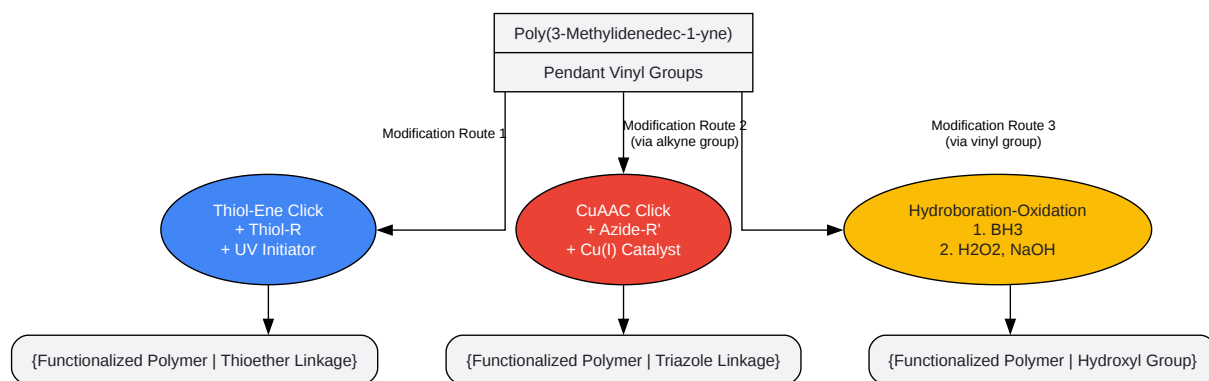 Poly(3-Methylidenedec-1-yne)
Pendant Vinyl Groups
Modification Route 1
Modification Route 2
(via alkyne group)
Modification Route 3
(via vinyl group)
Thiol-Ene Click
+ Thiol-R
+ UV Initiator
CuAAC Click
+ Azide-R'
+ Cu(I) Catalyst
Hydroboration-Oxidation
1. BH3
2. H2O2, NaOH
{Functionalized Polymer | Thioether Linkage}
{Functionalized Polymer | Triazole Linkage}
{Functionalized Polymer | Hydroxyl Group}